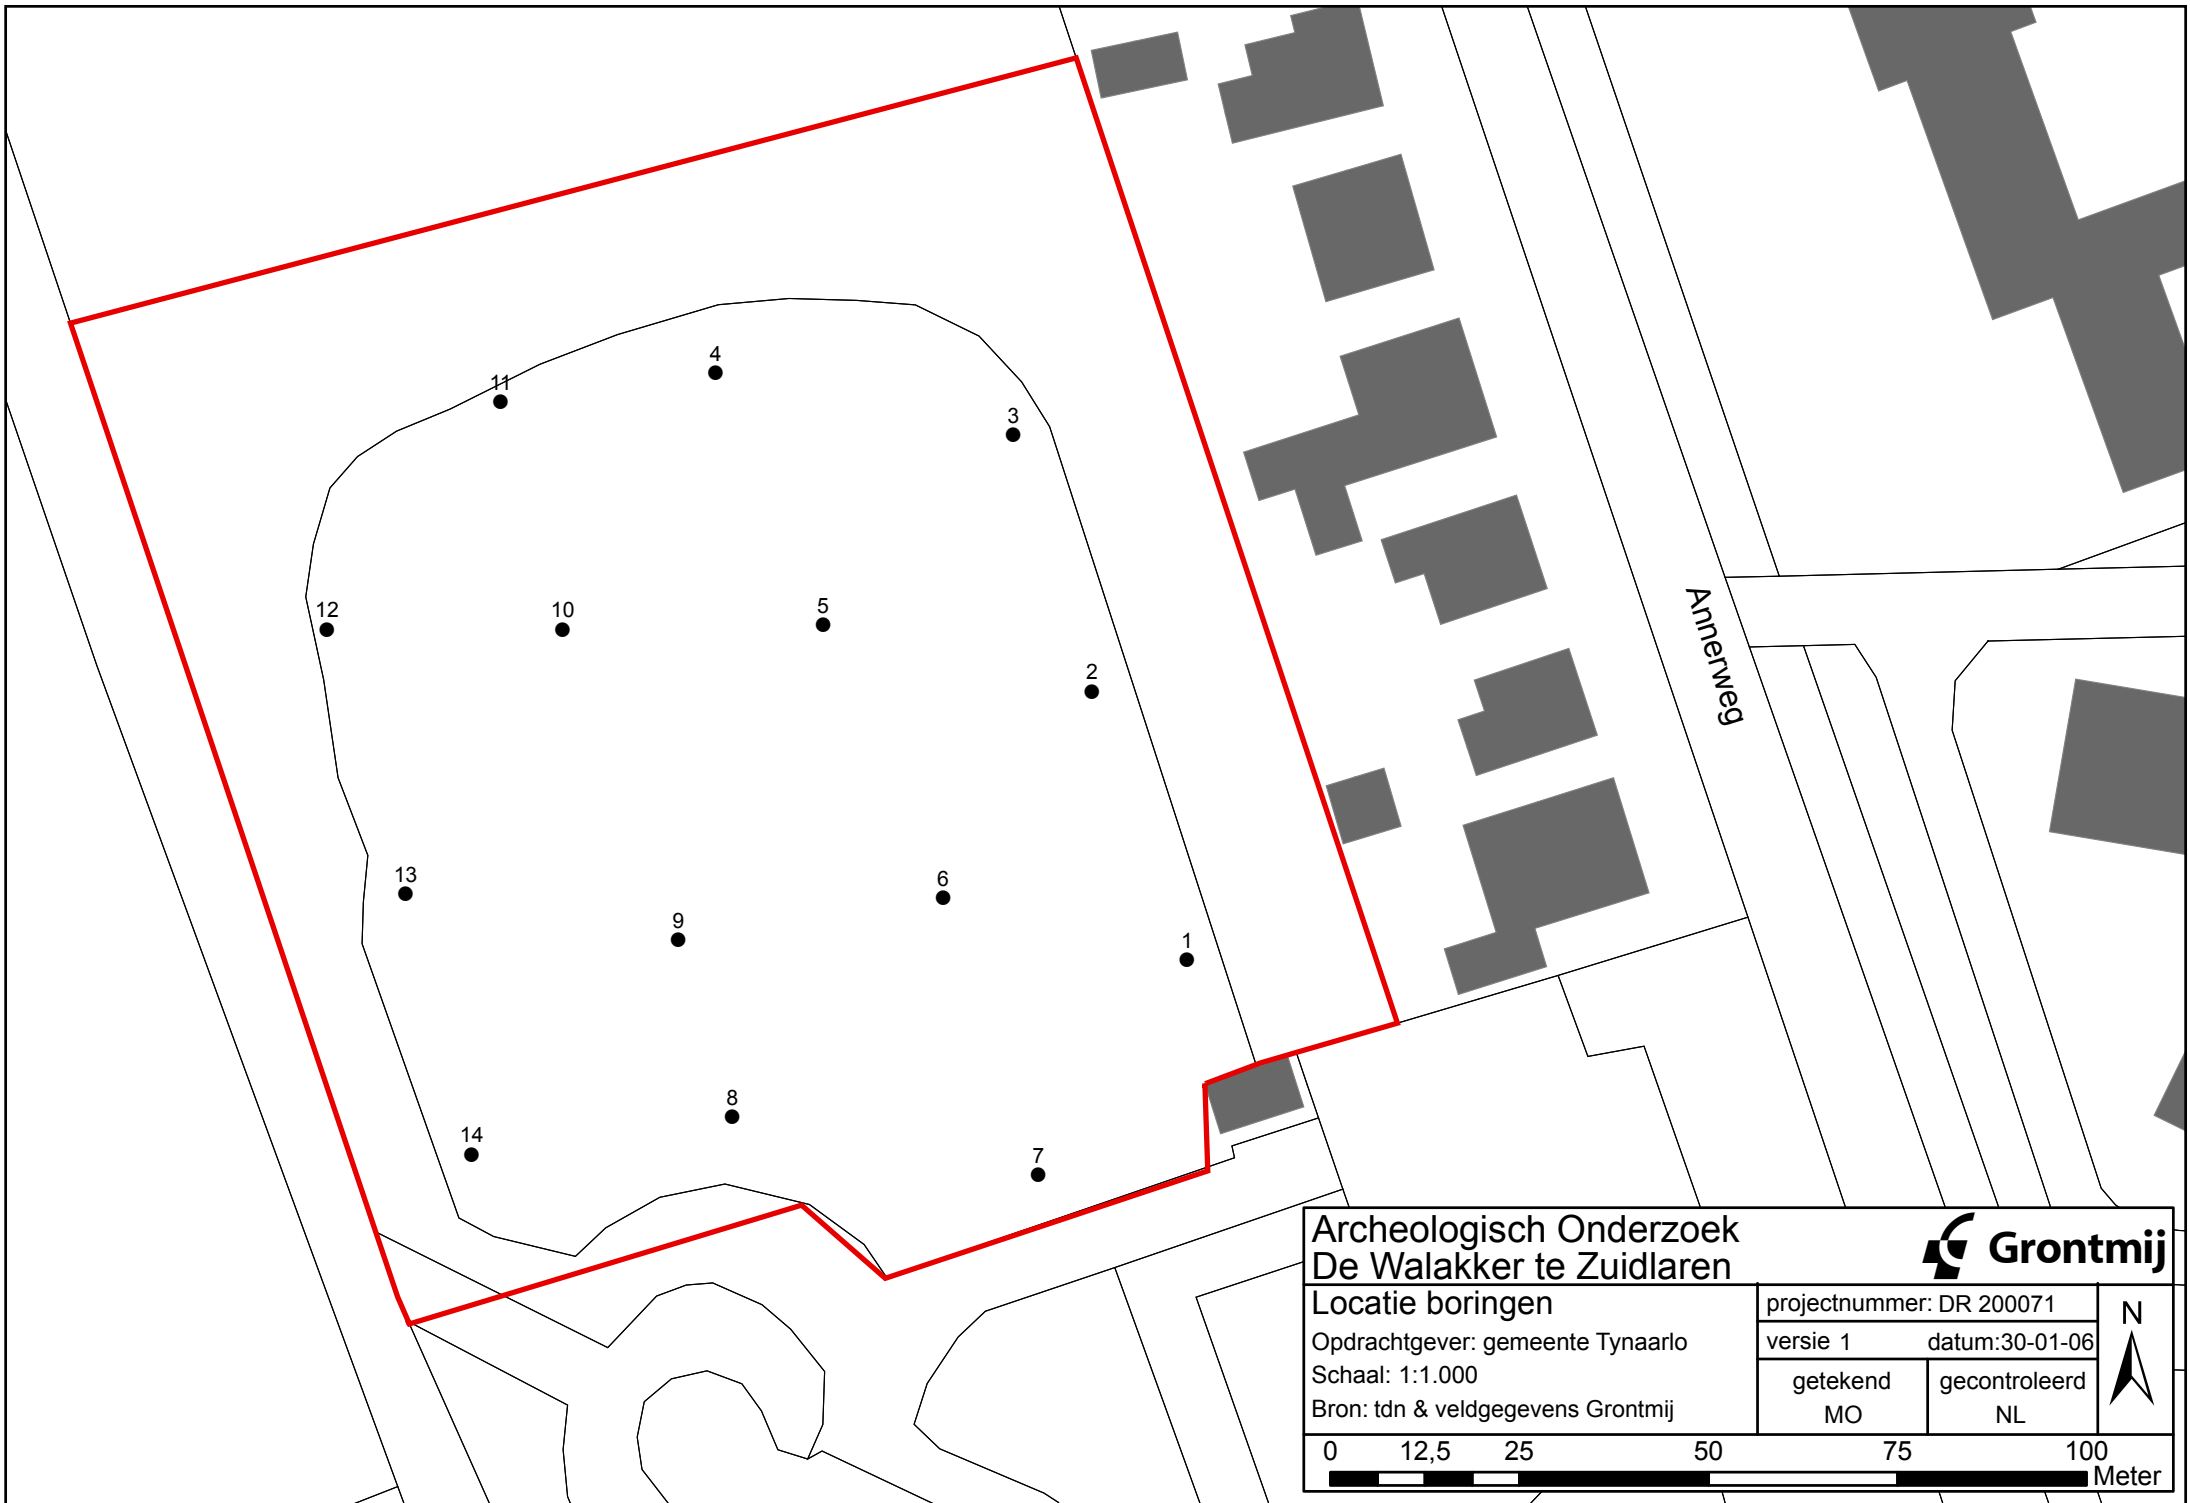 4
11
3
12
10
5
2
Annerweg
13
6
9
1
8
14
7
Archeologisch Onderzoek
De Walakker te Zuidlaren
Grontmij
Locatie boringen
Opdrachtgever: gemeente Tynaarlo
Schaal: 1:1.000
Bron: tdn & veldgegevens Grontmij
projectnummer: DR 200071
versie 1 datum:30-01-06
getekend
MO
gecontroleerd
NL
N
0 12,5 25 50 75 100
Meter